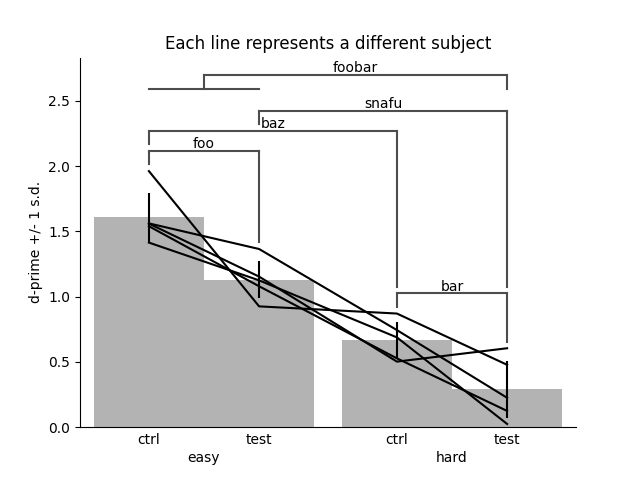 Each line represents a different subject
foobar
snafu
baz
foo
bar
d-prime +/- 1 s.d.
2.5
2.0
1.5
1.0
0.5
0.0
ctrl test ctrl test
easy hard